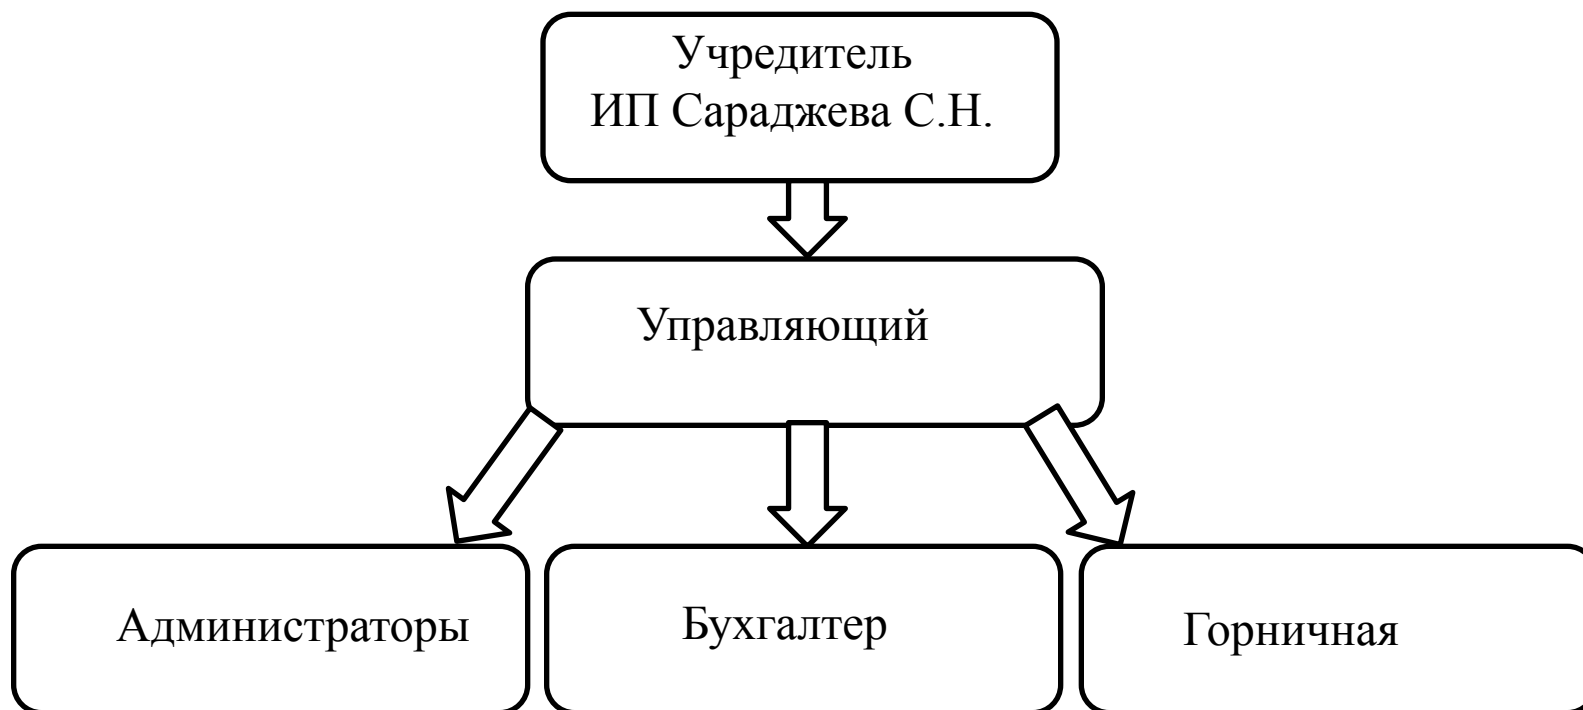 Учредитель
ИП Сараджева С.Н.
Управляющий
Администраторы
Бухгалтер
Горничная